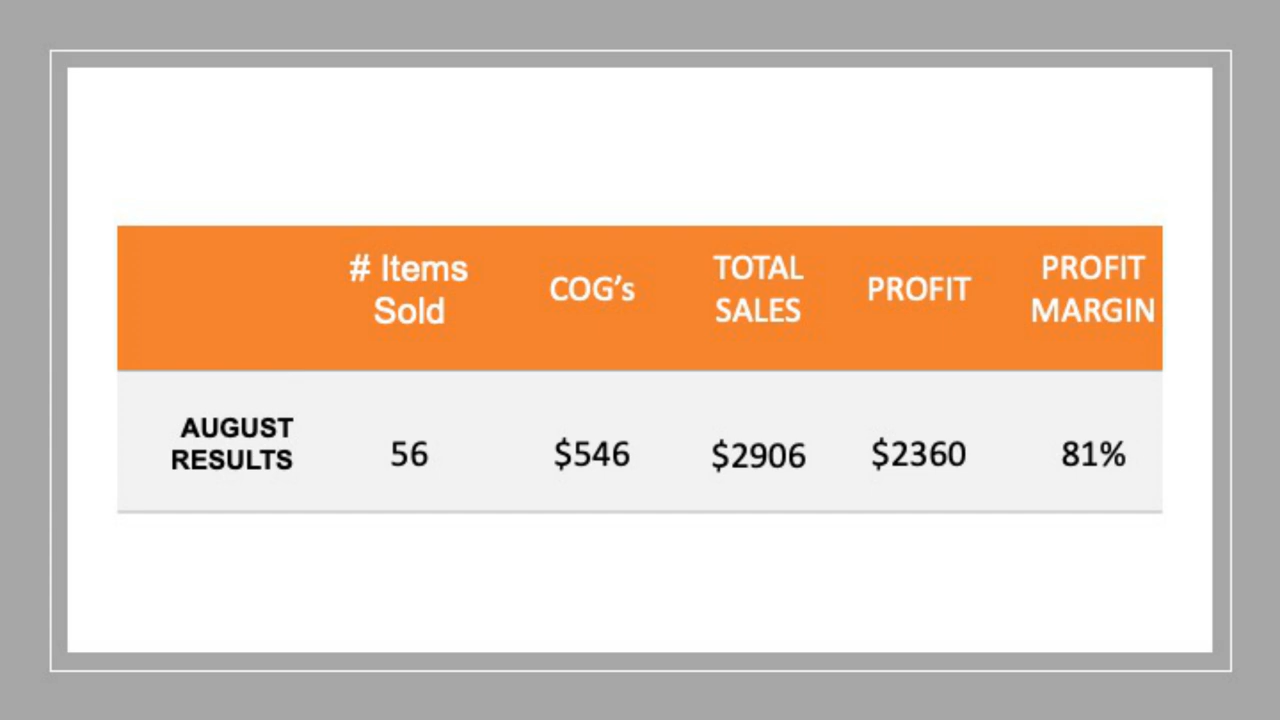 # Items
Sold
COG’s
TOTAL
SALES
PROFIT
PROFIT
MARGIN
AUGUST
RESULTS
56
$546
$2906
$2360
81%